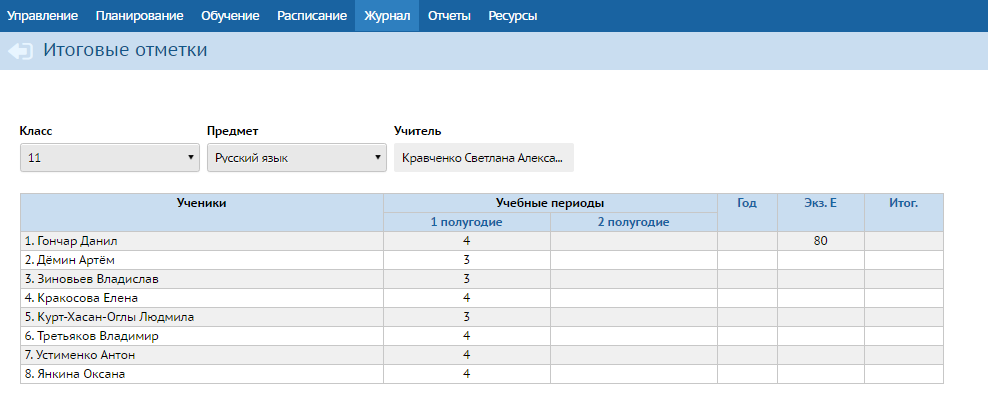 Управление Планирование Обучение Расписание Журнал Отчеты Ресурсы
Итоговые отметки
Класс Предмет Учитель
11 Русский язык Кравченко Светлана Алекса...
Ученики Учебные периоды Год Экз. Е Итог.
1 полугодие 2 полугодие
1. Гончар Данил 4 80
2. Дёмин Артём 3
3. Зиновьев Владислав 3
4. Кракосова Елена 4
5. Курт-Хасан-Оглы Людмила 3
6. Третьяков Владимир 4
7. Устименко Антон 4
8. Янкина Оксана 4